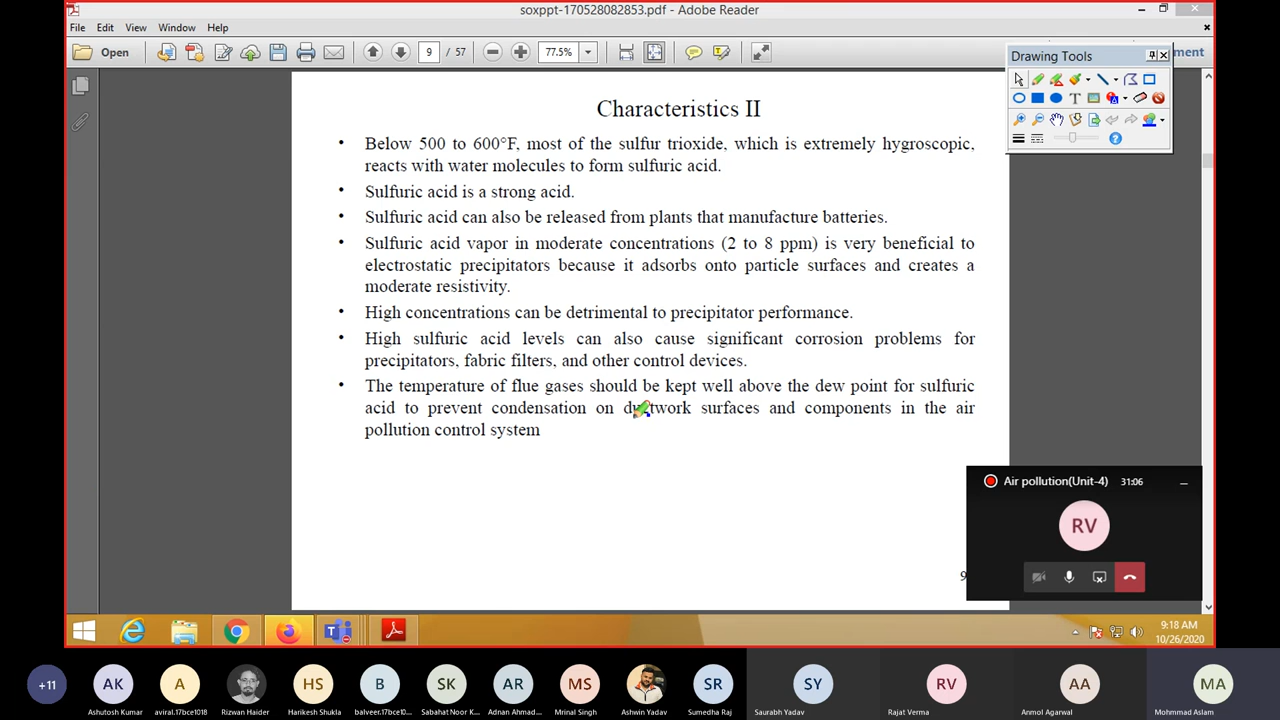 soxppt-170528082853.pdf - Adobe Reader
File Edit View Window Help
Open 9 / 57 77.5% ment
Drawing Tools
Characteristics II
• Below 500 to 600°F, most of the sulfur trioxide, which is extremely hygroscopic,
reacts with water molecules to form sulfuric acid.
• Sulfuric acid is a strong acid.
• Sulfuric acid can also be released from plants that manufacture batteries.
• Sulfuric acid vapor in moderate concentrations (2 to 8 ppm) is very beneficial to
electrostatic precipitators because it adsorbs onto particle surfaces and creates a
moderate resistivity.
• High concentrations can be detrimental to precipitator performance.
• High sulfuric acid levels can also cause significant corrosion problems for
precipitators, fabric filters, and other control devices.
• The temperature of flue gases should be kept well above the dew point for sulfuric
acid to prevent condensation on ductwork surfaces and components in the air
pollution control system
9
Air pollution(Unit-4) 31:06
RV
9:18 AM
10/26/2020
+11 AK A HS B SK AR MS SR SY RV AA MA
Ashutosh Kumar aviral.17bce1018 Rizwan Haider Harikesh Shukla balveer.17bce10... Sabahat Noor K... Adnan Ahmad... Mrinal Singh Ashwin Yadav Sumedha Raj Saurabh Yadav Rajat Verma Anmol Agarwal Mohmmad Aslam